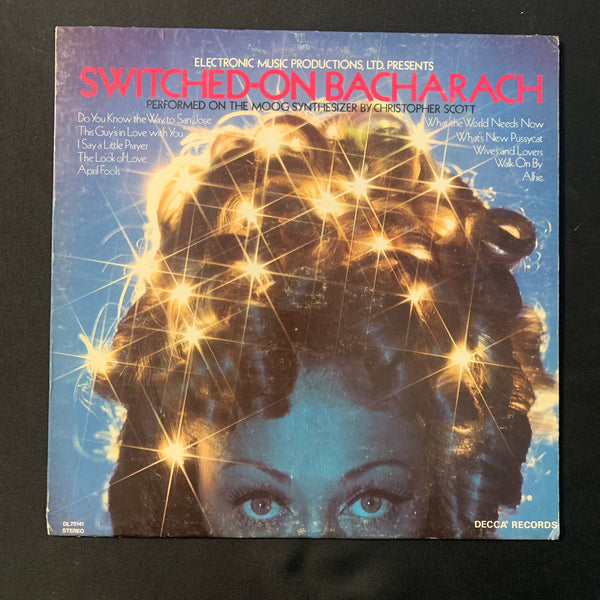 ELECTRONIC MUSIC PRODUCTIONS, LTD. PRESENTS
SWITCHED-ON BACHARACH
PERFORMED ON THE MOOG SYNTHESIZER BY CHRISTOPHER SCOTT
Do You Know the Way to San Jose
This Guy's in Love with You
I Say a Little Prayer
The Look of Love
April Fools
What the World Needs Now
What's New Pussycat
Wives and Lovers
Walk On By
Alfie
DL75141
STEREO
DECCA® RECORDS